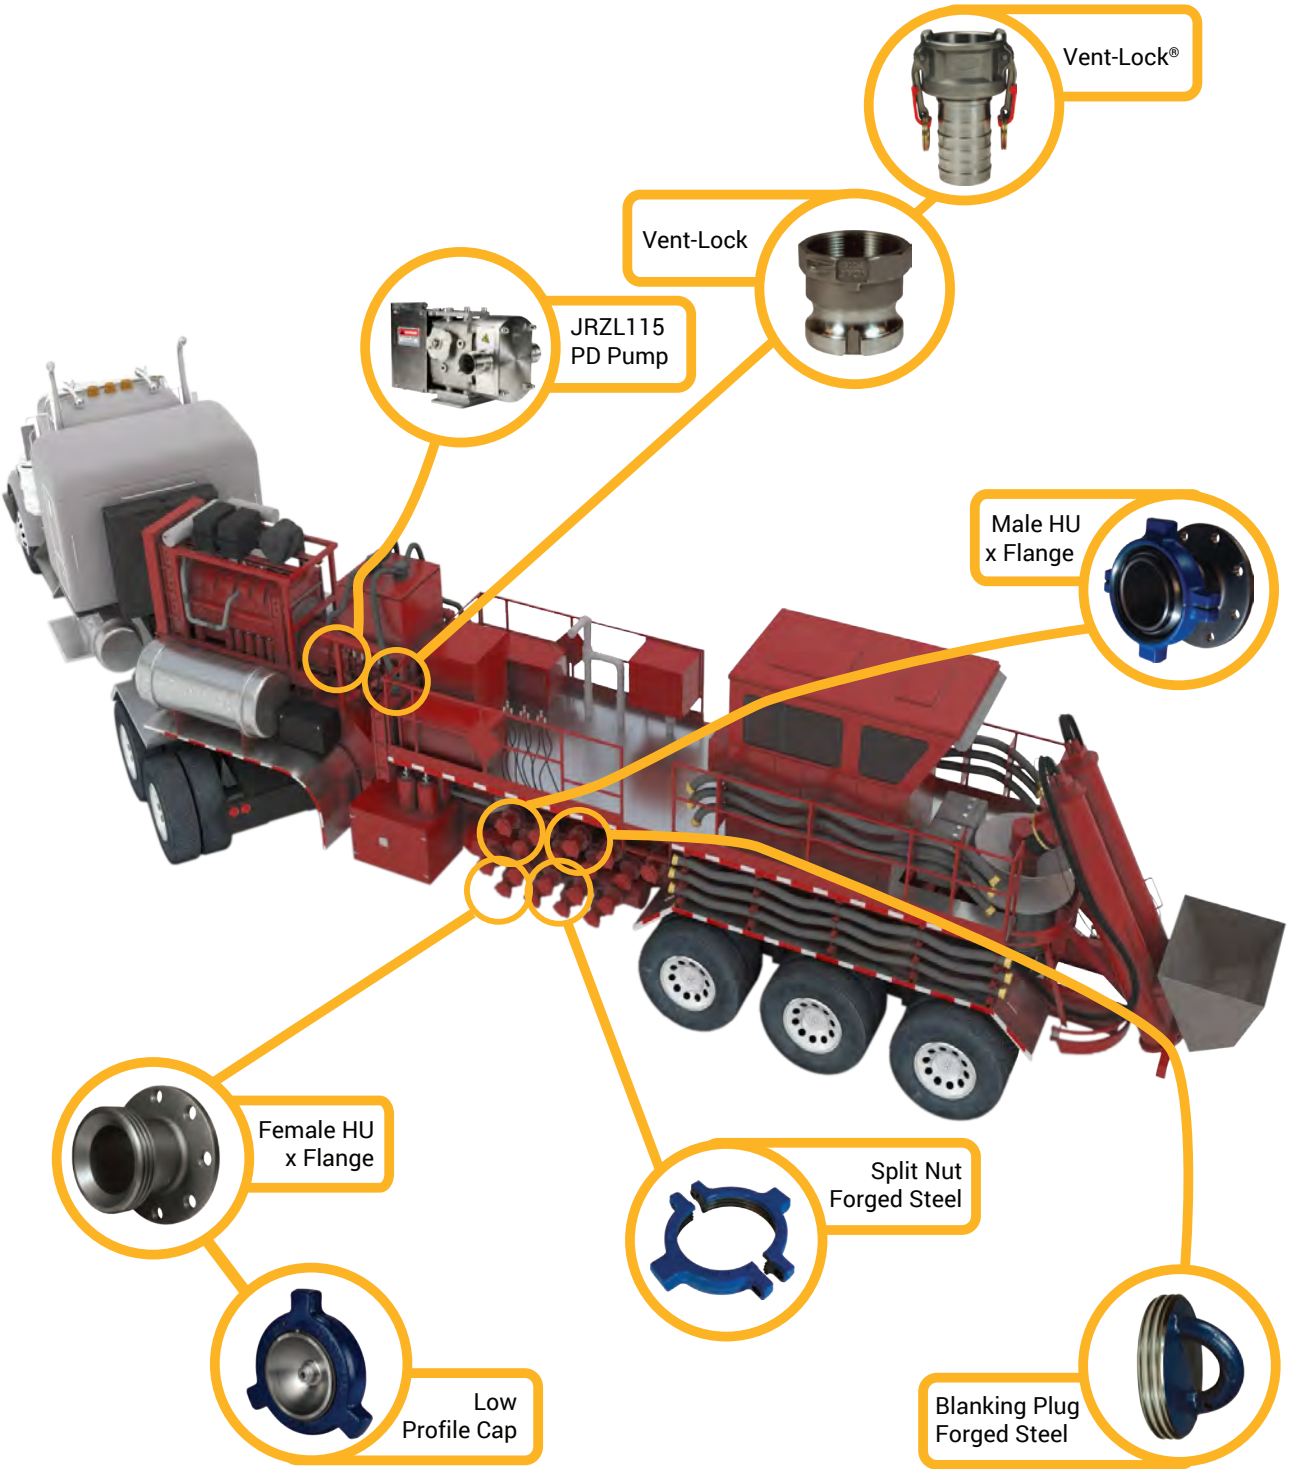 Vent-Lock®
Vent-Lock
JRZL115
PD Pump
Male HU
x Flange
Female HU
x Flange
Split Nut
Forged Steel
Low
Profile Cap
Blanking Plug
Forged Steel